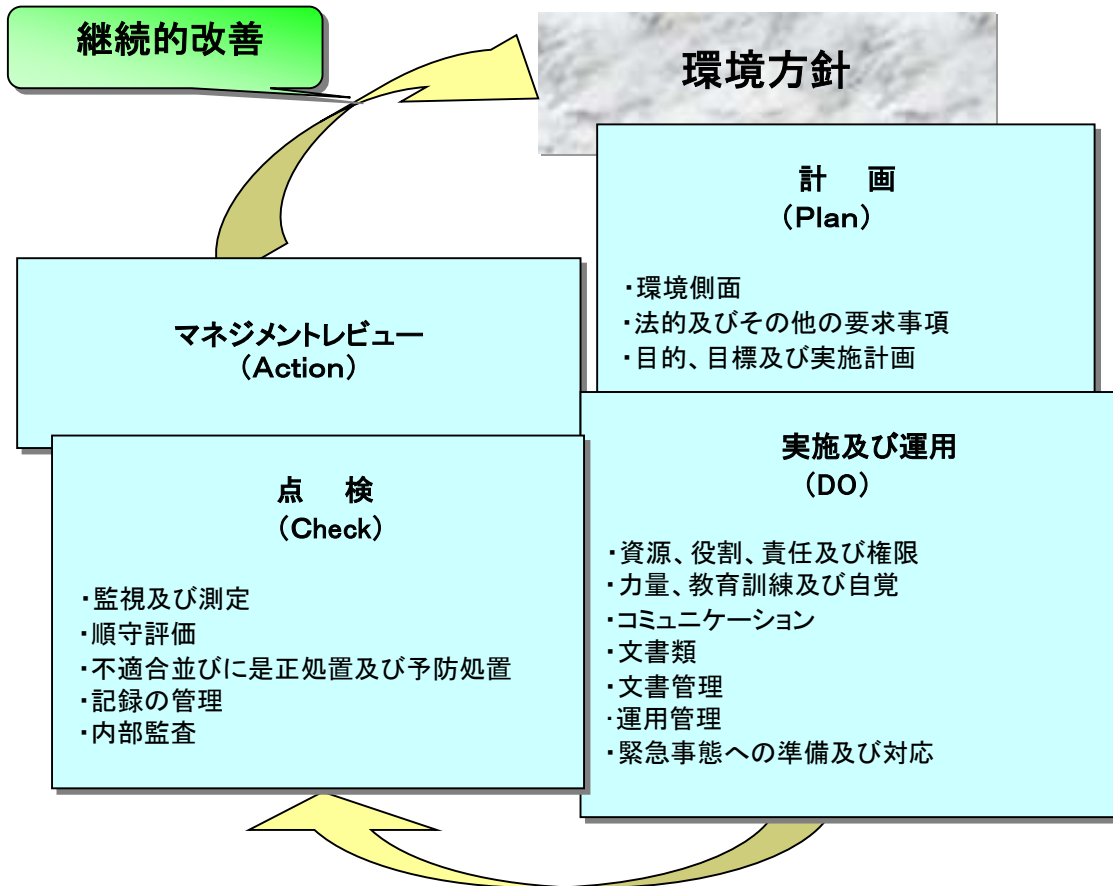 継続的改善
環境方針
計 画
(Plan)
・環境側面
・法的及びその他の要求事項
・目的、目標及び実施計画
マネジメントレビュー
(Action)
実施及び運用
(DO)
・資源、役割、責任及び権限
・力量、教育訓練及び自覚
・コミュニケーション
・文書類
・文書管理
・運用管理
・緊急事態への準備及び対応
点 検
(Check)
・監視及び測定
・順守評価
・不適合並びに是正処置及び予防処置
・記録の管理
・内部監査